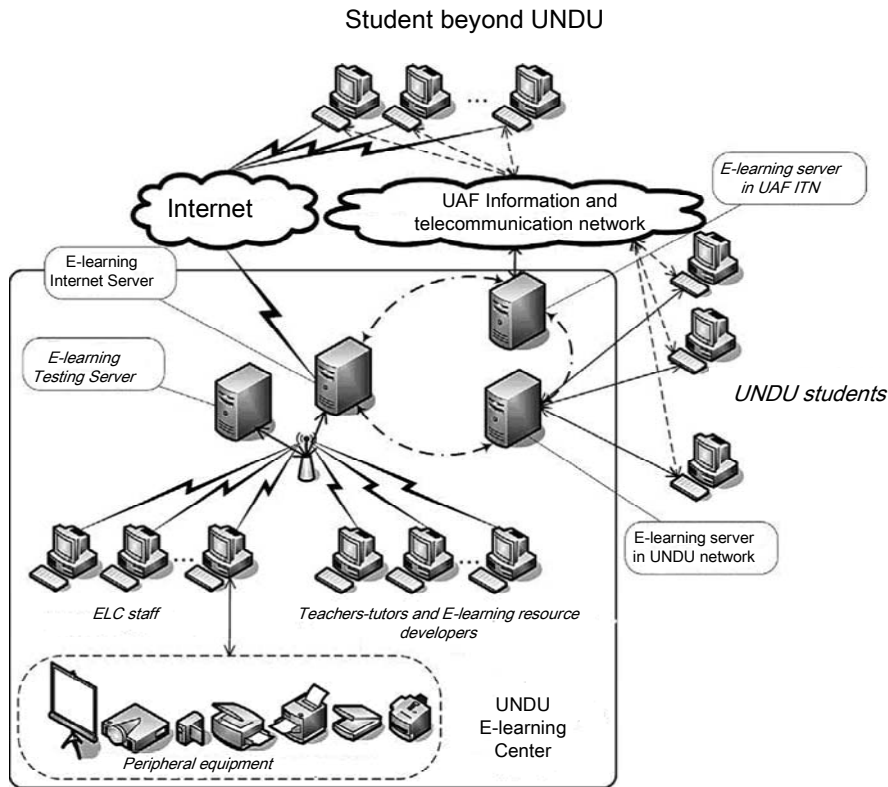 Student beyond UNDU
...
E-learning server
in UAF ITN
Internet
UAF Information and
telecommunication network
E-learning
Internet Server
E-learning
Testing Server
UNDU students
E-learning server
in UNDU network
...
...
ELC staff
Teachers-tutors and E-learning resource
developers
UNDU
E-learning
Center
Peripheral equipment